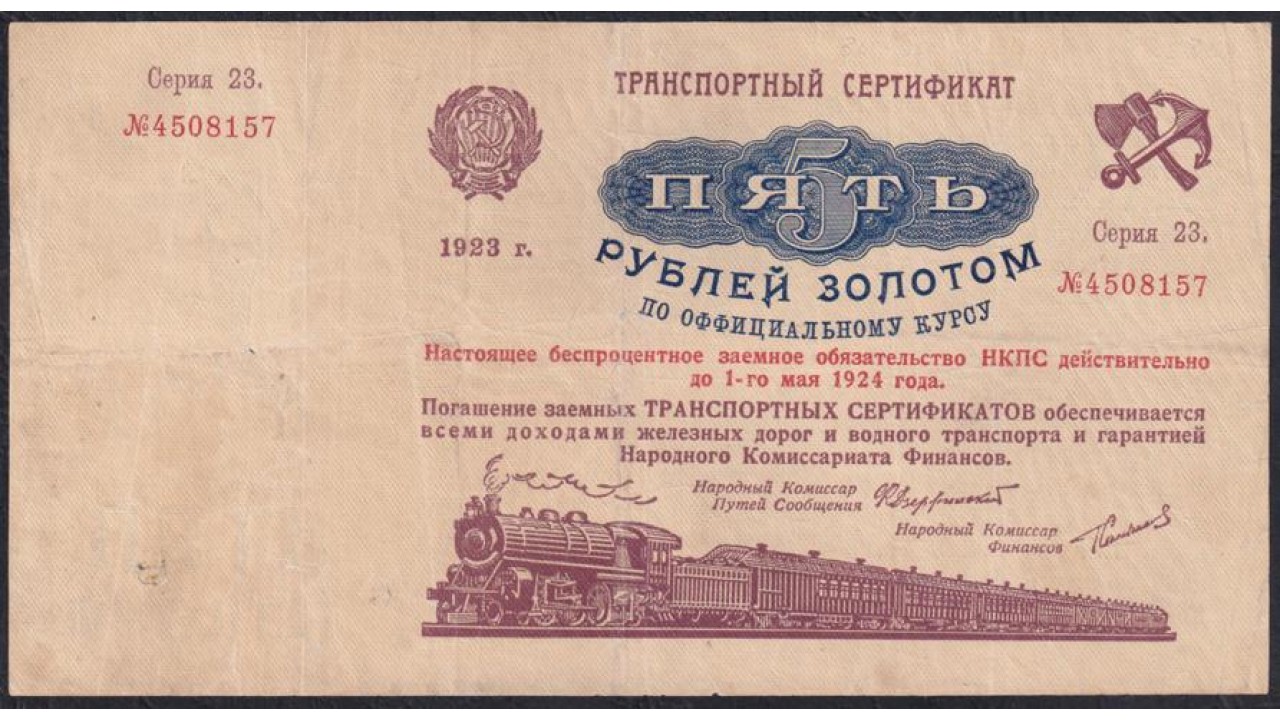 Серия 23.
№4508157
ТРАНСПОРТНЫЙ СЕРТИФИКАТ
5
ПЯТЬ
РУБЛЕЙ ЗОЛОТОМ
ПО ОФФИЦИАЛЬНОМУ КУРСУ
1923 г.
Серия 23.
№4508157
Настоящее беспроцентное заемное обязательство НКПС действительно
до 1-го мая 1924 года.
Погашение заемных ТРАНСПОРТНЫХ СЕРТИФИКАТОВ обеспечивается
всеми доходами железных дорог и водного транспорта и гарантией
Народного Комиссариата Финансов.
Народный Комиссар
Путей Сообщения Ф Дзержинский
Народный Комиссар
Финансов